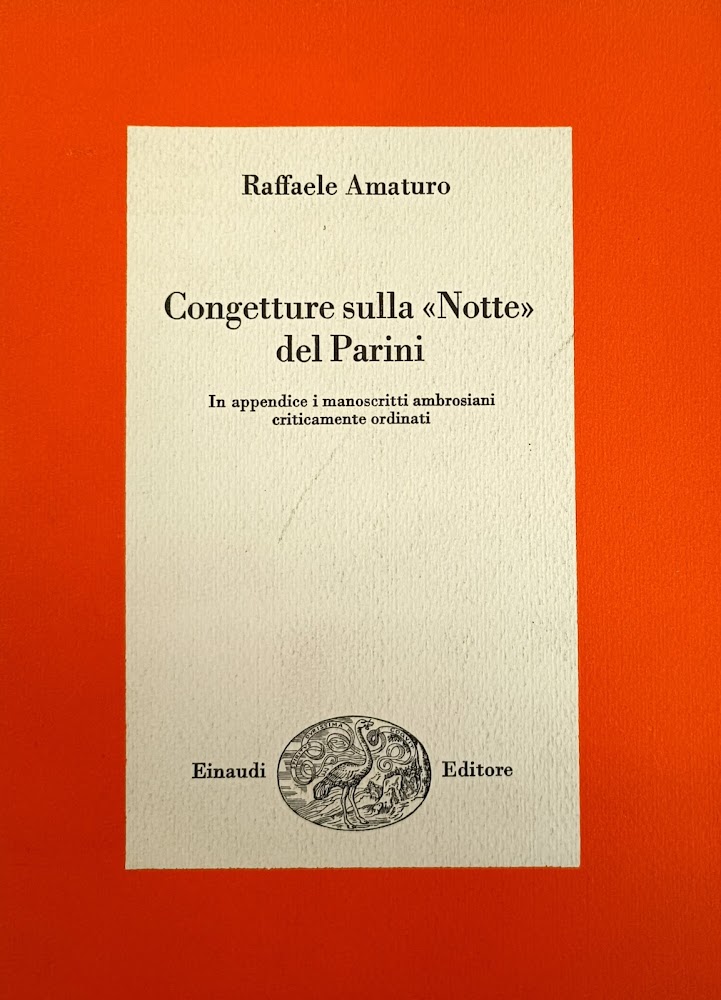 Raffaele Amaturo
Congetture sulla «Notte»
del Parini
In appendice i manoscritti ambrosiani
criticamente ordinati
Einaudi Editore